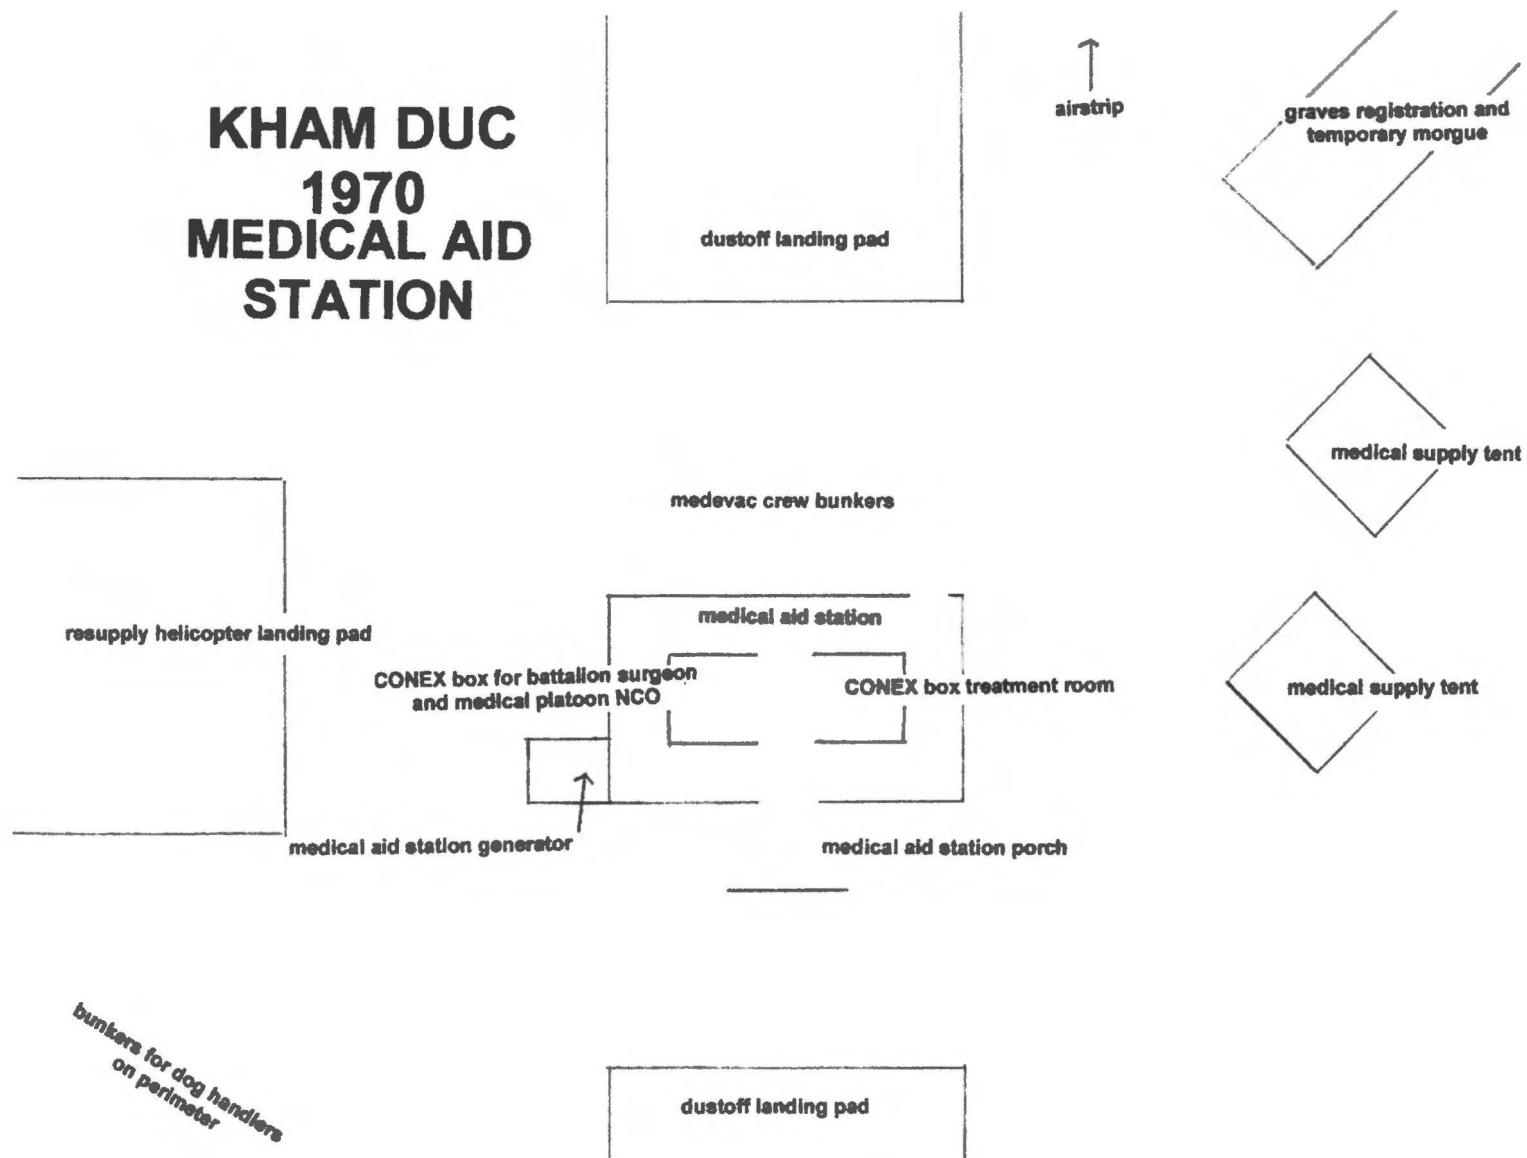 KHAM DUC
1970
MEDICAL AID
STATION
airstrip
graves registration and
temporary morgue
dustoff landing pad
medical supply tent
medevac crew bunkers
medical aid station
resupply helicopter landing pad
CONEX box for battalion surgeon
and medical platoon NCO
CONEX box treatment room
medical supply tent
medical aid station generator
medical aid station porch
bunkers for dog handlers
on perimeter
dustoff landing pad